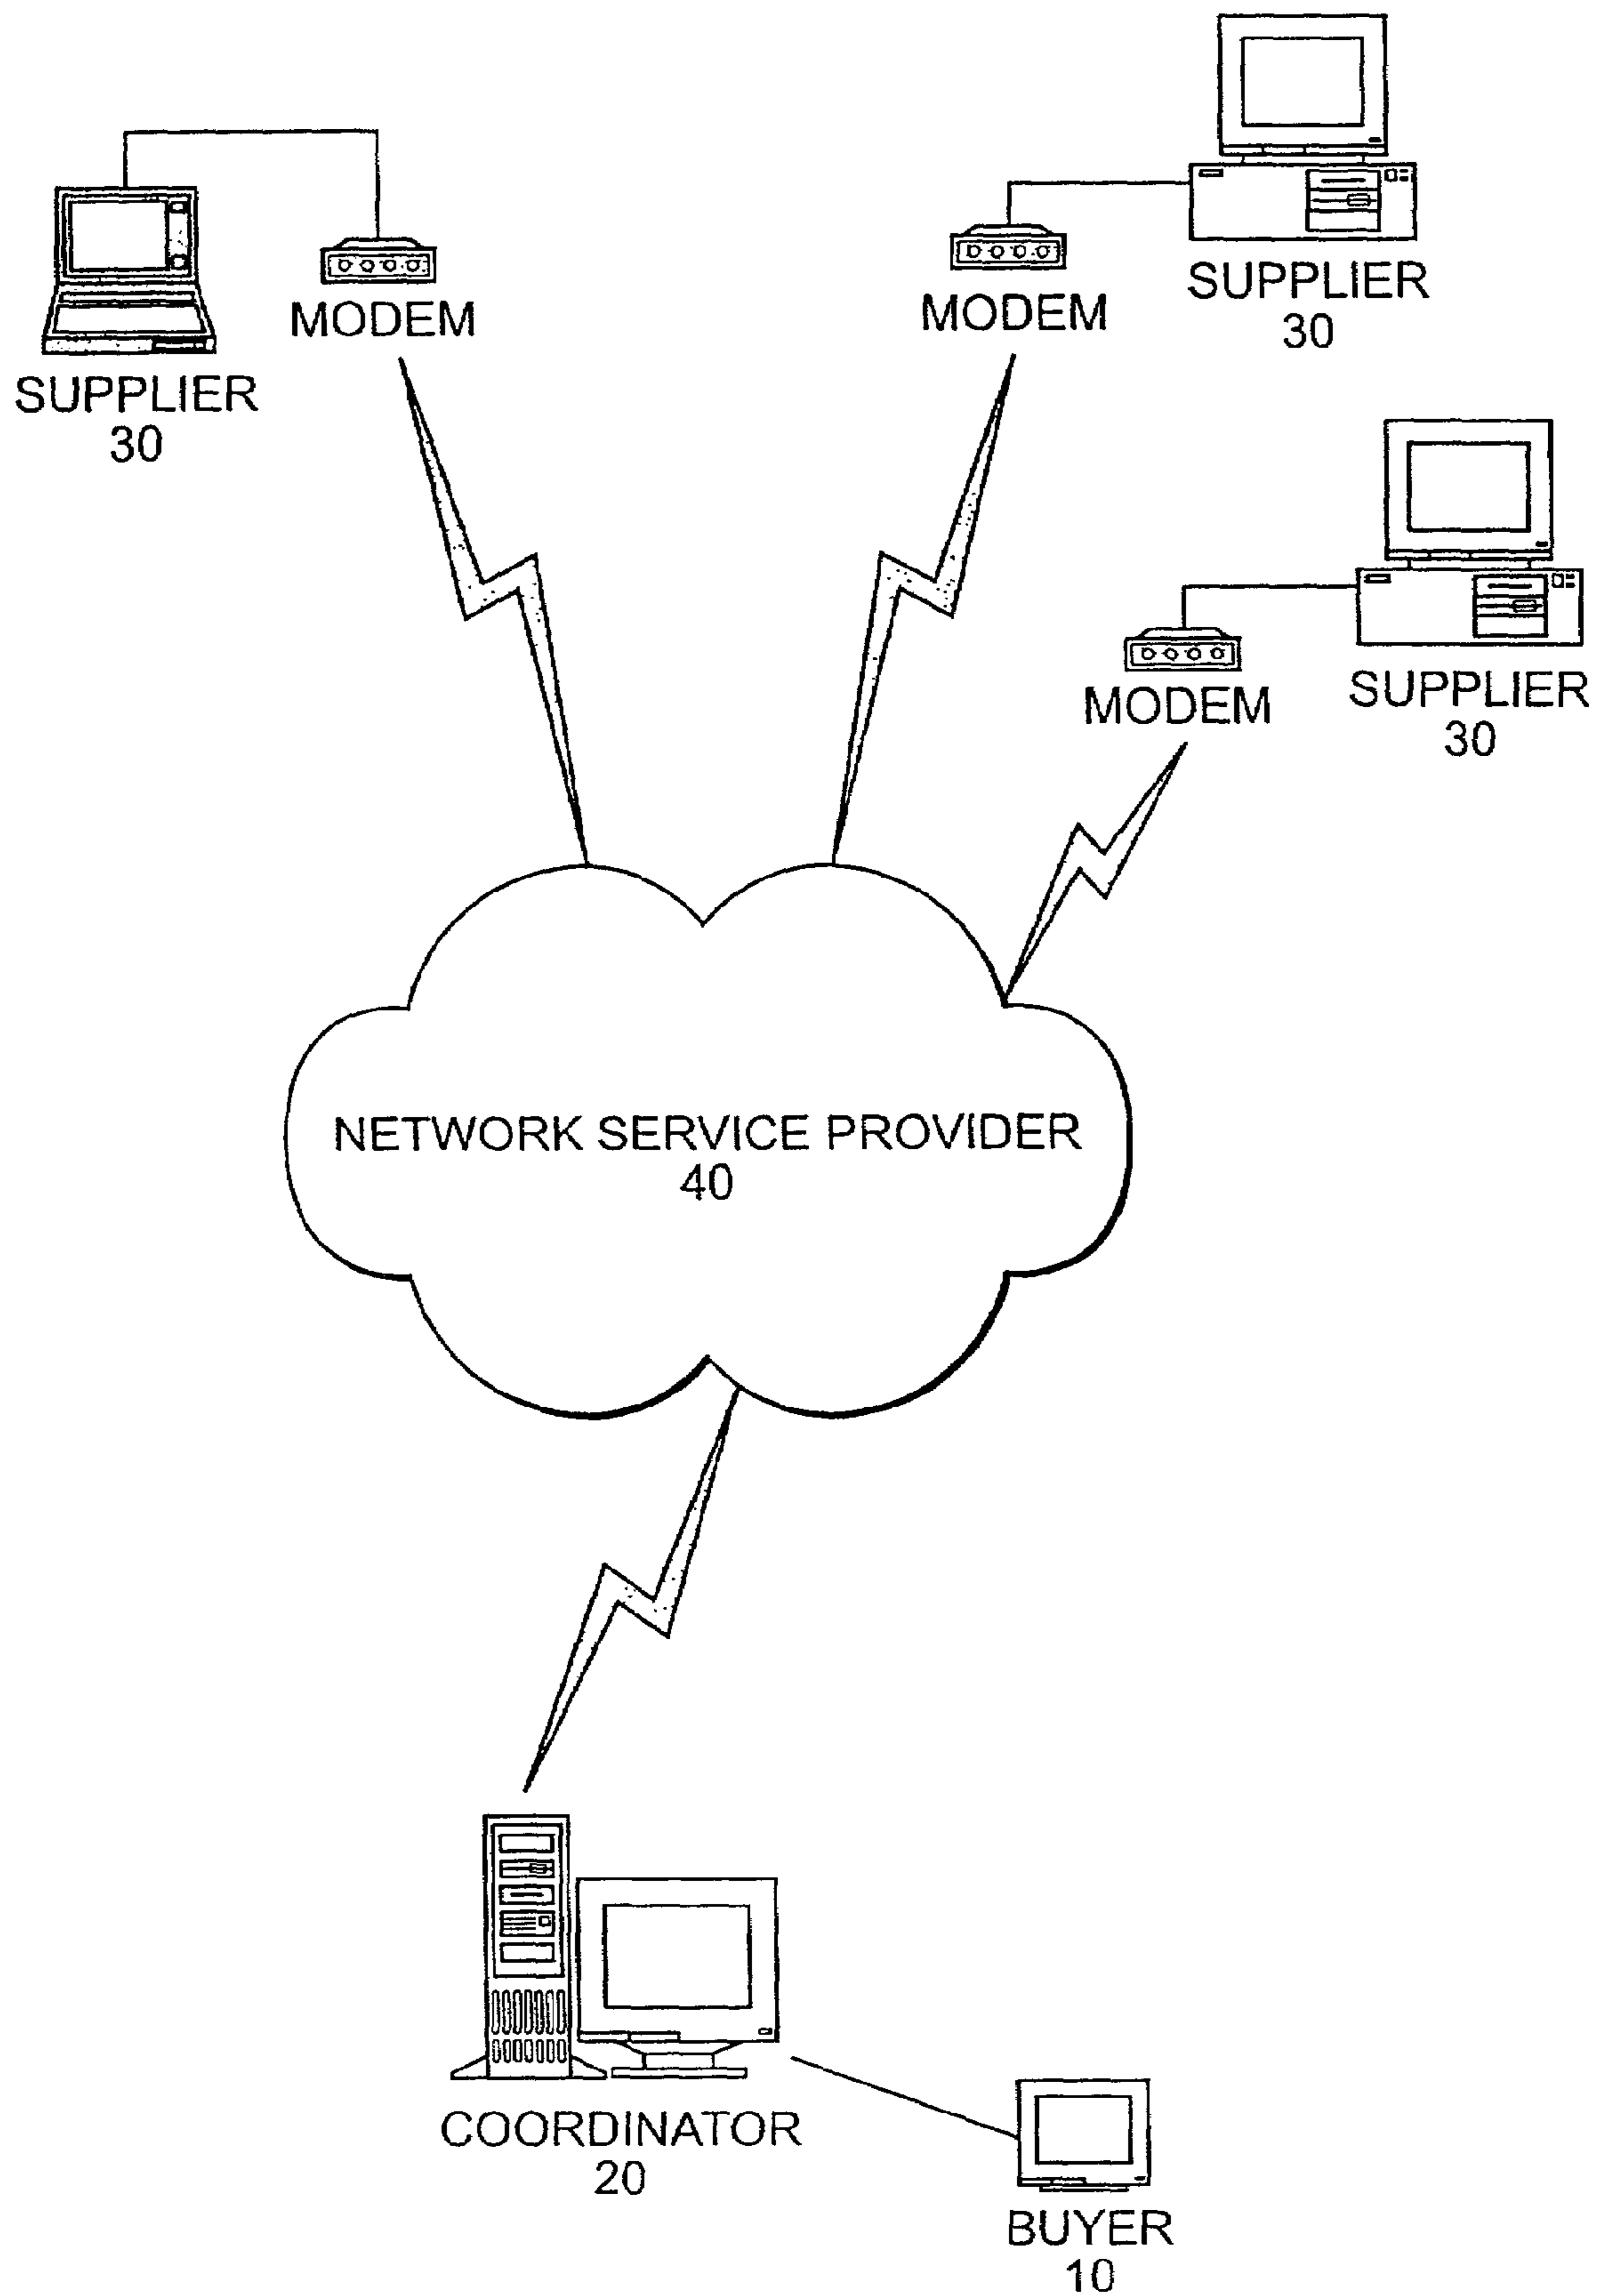 SUPPLIER
30
MODEM
MODEM
SUPPLIER
30
MODEM
SUPPLIER
30
NETWORK SERVICE PROVIDER
40
COORDINATOR
20
BUYER
10